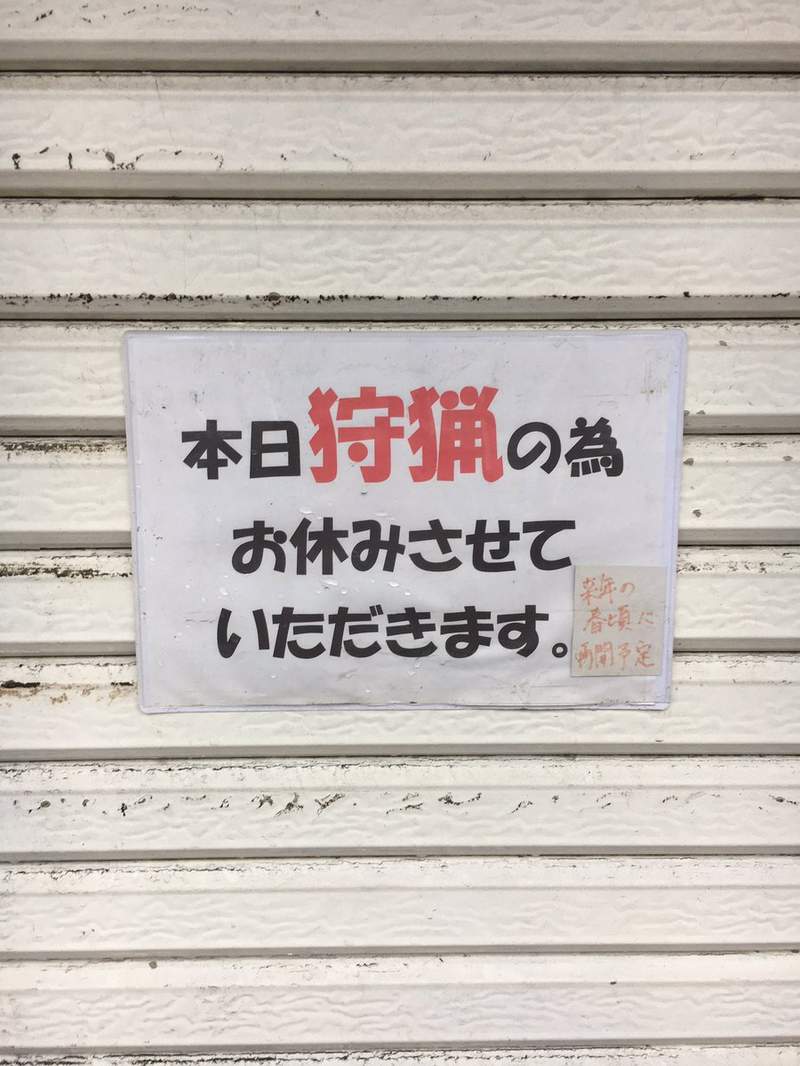 本日狩猟の為
お休みさせて
いただきます。
来年の
春頃に
再開予定